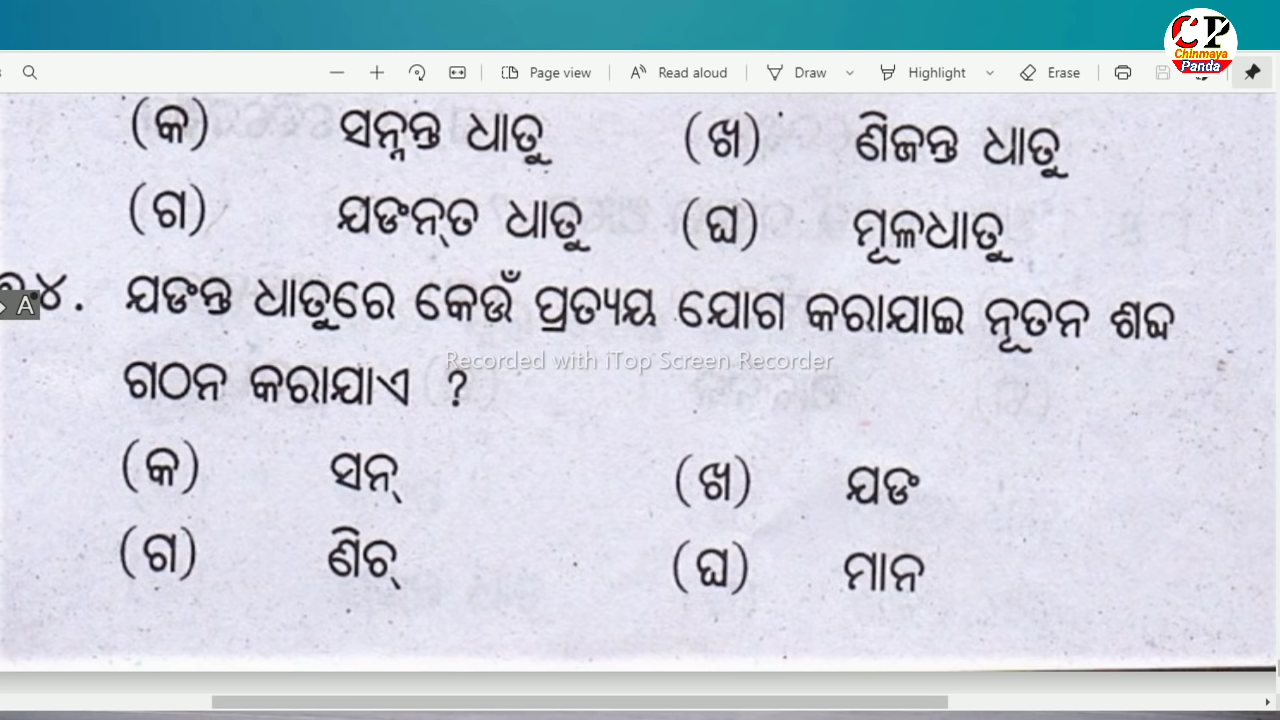 CP
Chinmaya
Panda
Page view Read aloud Draw Highlight Erase
(କ) ସନ୍ନନ୍ତ ଧାତୁ (ଖ) ଣିଜନ୍ତ ଧାତୁ
(ଗ) ଯଙନ୍‌ତ ଧାତୁ (ଘ) ମୂଳଧାତୁ
୪. ଯଙନ୍ତ ଧାତୁରେ କେଉଁ ପ୍ରତ୍ୟୟ ଯୋଗ କରାଯାଇ ନୂତନ ଶବ୍ଦ
Recorded with iTop Screen Recorder
ଗଠନ କରାଯାଏ ?
(କ) ସନ୍ (ଖ) ଯଙ
(ଗ) ଣିଚ୍ (ଘ) ମାନ